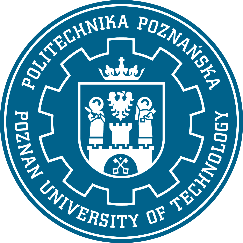 POLITECHNIKA POZNAŃSKA
POZNAN UNIVERSITY OF TECHNOLOGY